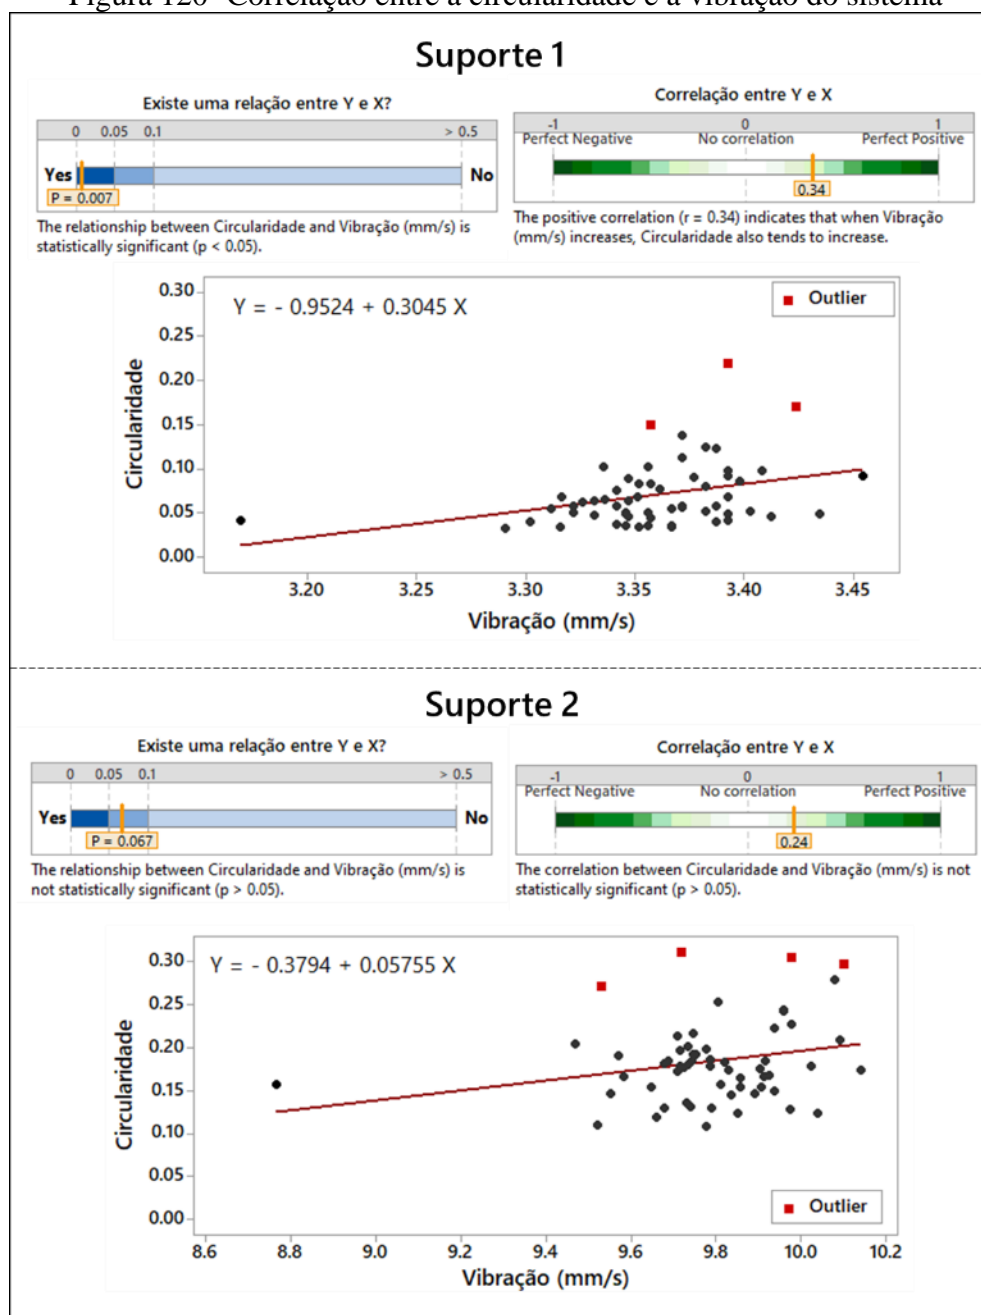 Figura 126- Correlação entre a circularidade e a vibração do sistema
Suporte 1
Existe uma relação entre Y e X?
0 0.05 0.1 > 0.5
Yes No
P = 0.007
The relationship between Circularidade and Vibração (mm/s) is
statistically significant (p < 0.05).
Correlação entre Y e X
-1 0 1
Perfect Negative No correlation Perfect Positive
0.34
The positive correlation (r = 0.34) indicates that when Vibração
(mm/s) increases, Circularidade also tends to increase.
Y = - 0.9524 + 0.3045 X
Outlier
Circularidade
0.30
0.25
0.20
0.15
0.10
0.05
0.00
3.20 3.25 3.30 3.35 3.40 3.45
Vibração (mm/s)
Suporte 2
Existe uma relação entre Y e X?
0 0.05 0.1 > 0.5
Yes No
P = 0.067
The relationship between Circularidade and Vibração (mm/s) is
not statistically significant (p > 0.05).
Correlação entre Y e X
-1 0 1
Perfect Negative No correlation Perfect Positive
0.24
The correlation between Circularidade and Vibração (mm/s) is not
statistically significant (p > 0.05).
Y = - 0.3794 + 0.05755 X
Circularidade
0.30
0.25
0.20
0.15
0.10
0.05
0.00
Outlier
8.6 8.8 9.0 9.2 9.4 9.6 9.8 10.0 10.2
Vibração (mm/s)